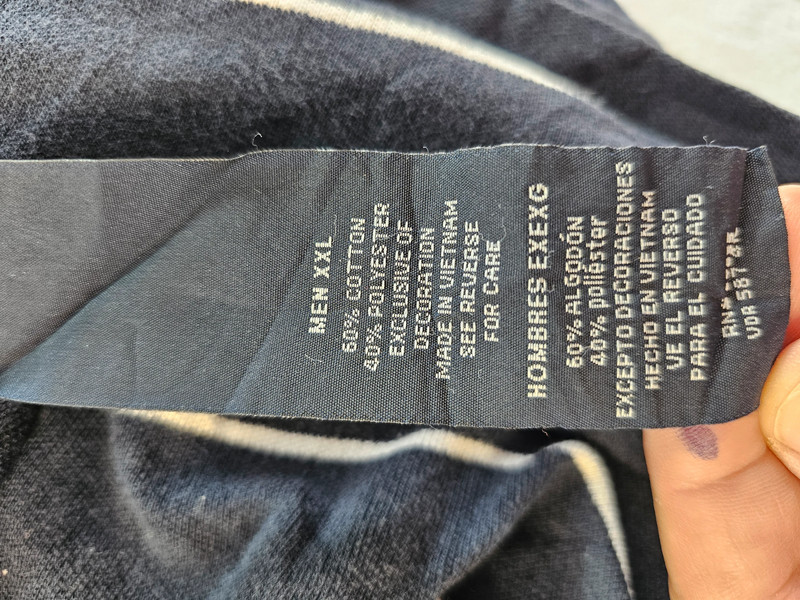 MEN XXL
60% COTTON
40% POLYESTER
EXCLUSIVE OF
DECORATION
MADE IN VIETNAM
SEE REVERSE
FOR CARE
HOMBRES EXEXG
60% ALGODÓN
40% poliéster
EXCEPTO DECORACIONES
HECHO EN VIETNAM
VE EL REVERSO
PARA EL CUIDADO